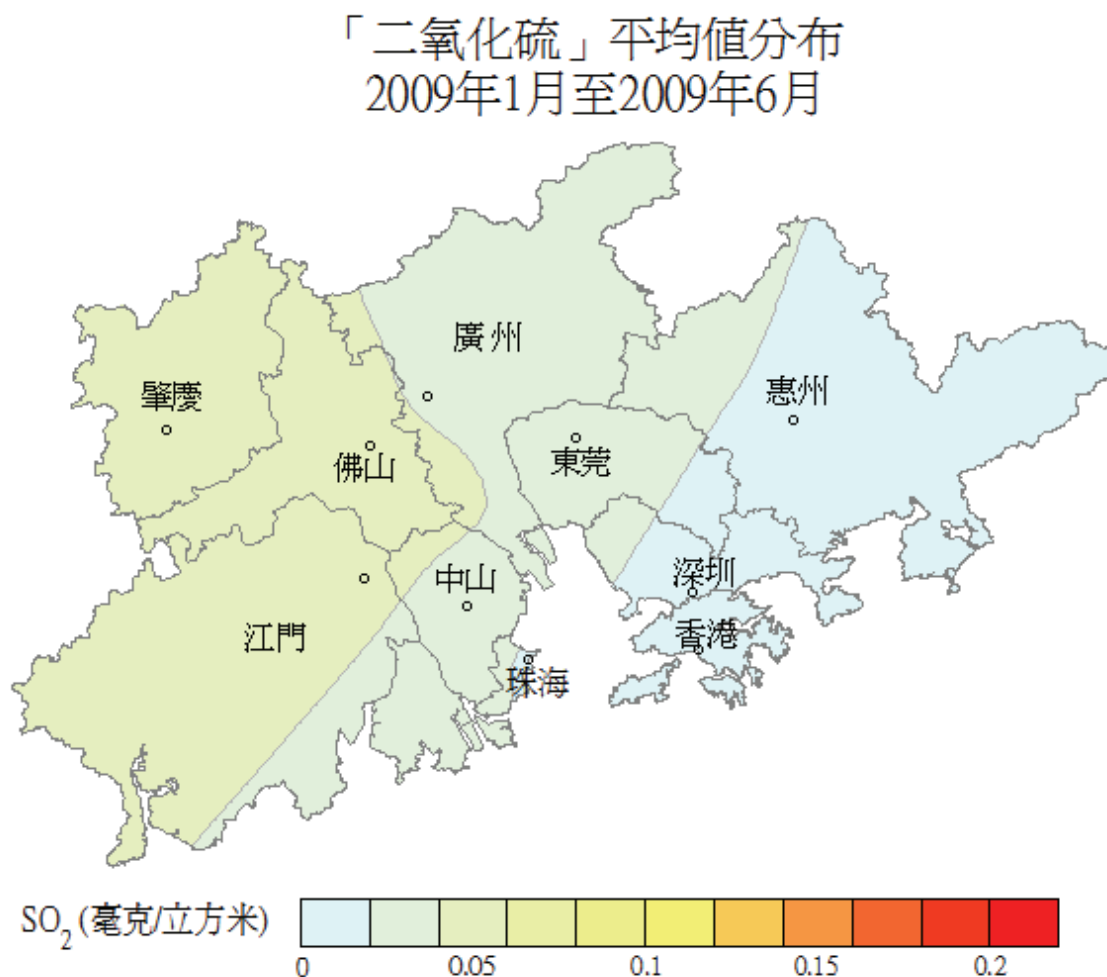 「二氧化硫」平均值分布
2009年1月至2009年6月
廣州
肇慶
惠州
佛山
東莞
深圳
中山
江門
香港
珠海
SO₂ (毫克/立方米)
0 0.05 0.1 0.15 0.2